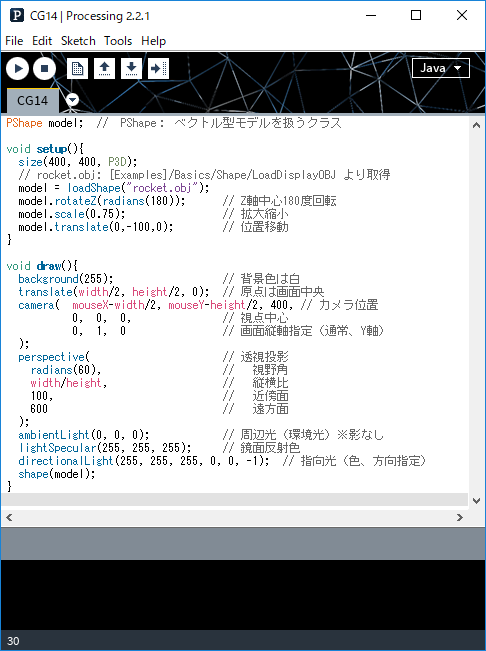 CG14 | Processing 2.2.1
File Edit Sketch Tools Help
Java
CG14
PShape model;  //  PShape： ベクトル型モデルを扱うクラス
void setup(){
  size(400, 400, P3D);
  // rocket.obj: [Examples]/Basics/Shape/LoadDisplayOBJ より取得
  model = loadShape("rocket.obj");
  model.rotateZ(radians(180));      // Z軸中心180度回転
  model.scale(0.75);                // 拡大縮小
  model.translate(0,-100,0);        // 位置移動
}
void draw(){
  background(255);                  // 背景色は白
  translate(width/2, height/2, 0);  // 原点は画面中央
  camera(  mouseX-width/2, mouseY-height/2, 400, // カメラ位置
           0,  0,  0,               // 視点中心
           0,  1,  0                // 画面縦軸指定（通常、Y軸）
  );
  perspective(                      // 透視投影
    radians(60),                    //   視野角
    width/height,                   //   縦横比
    100,                            //   近傍面
    600                             //   遠方面
  );
  ambientLight(0, 0, 0);            // 周辺光（環境光）※影なし
  lightSpecular(255, 255, 255);     // 鏡面反射色
  directionalLight(255, 255, 255, 0, 0, -1);  // 指向光（色、方向指定）
  shape(model);
}
30